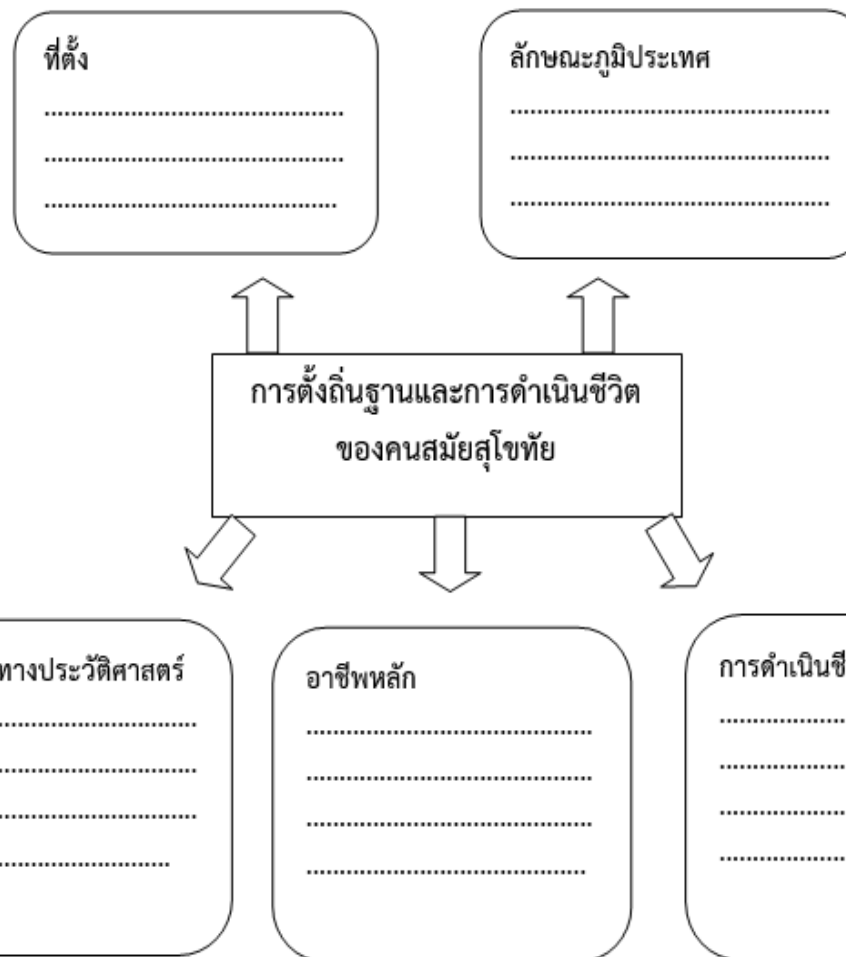 ที่ตั้ง
ลักษณะภูมิประเทศ
การตั้งถิ่นฐานและการดำเนินชีวิต
ของคนสมัยสุโขทัย
ทางประวัติศาสตร์
อาชีพหลัก
การดำเนินชี